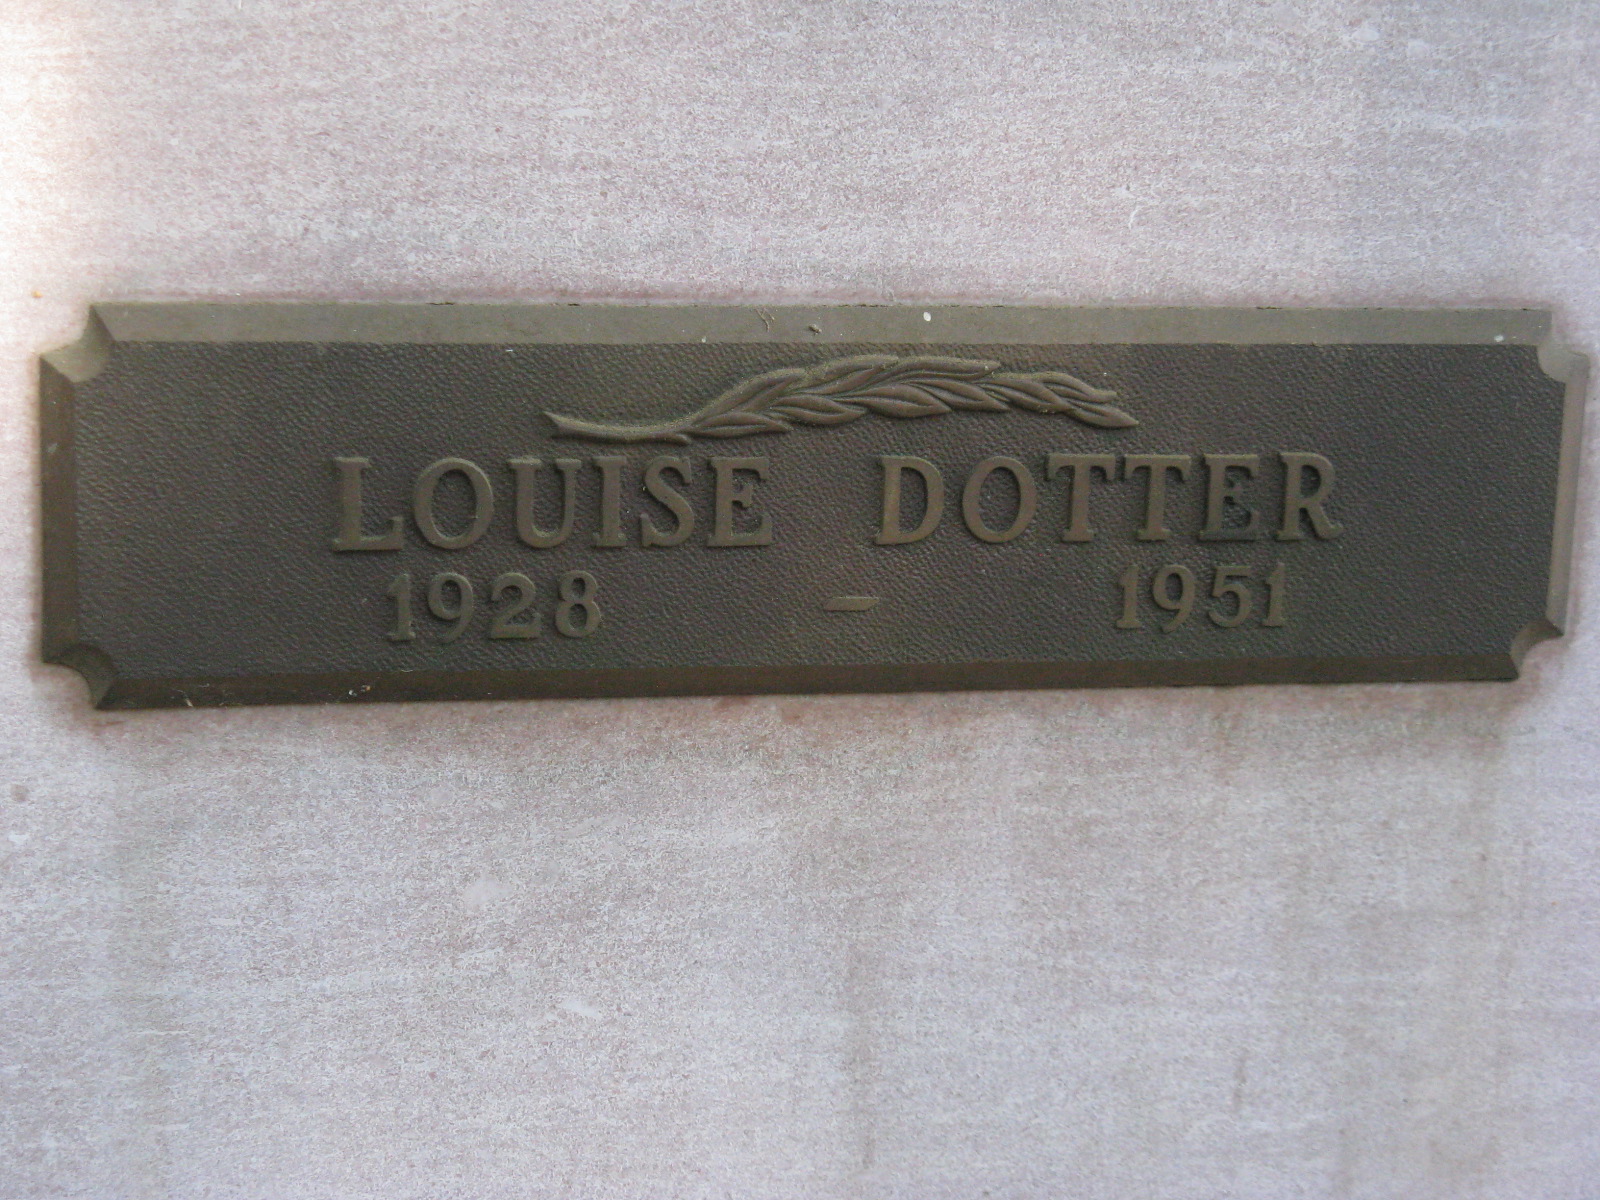 LOUISE DOTTER
1928 – 1951